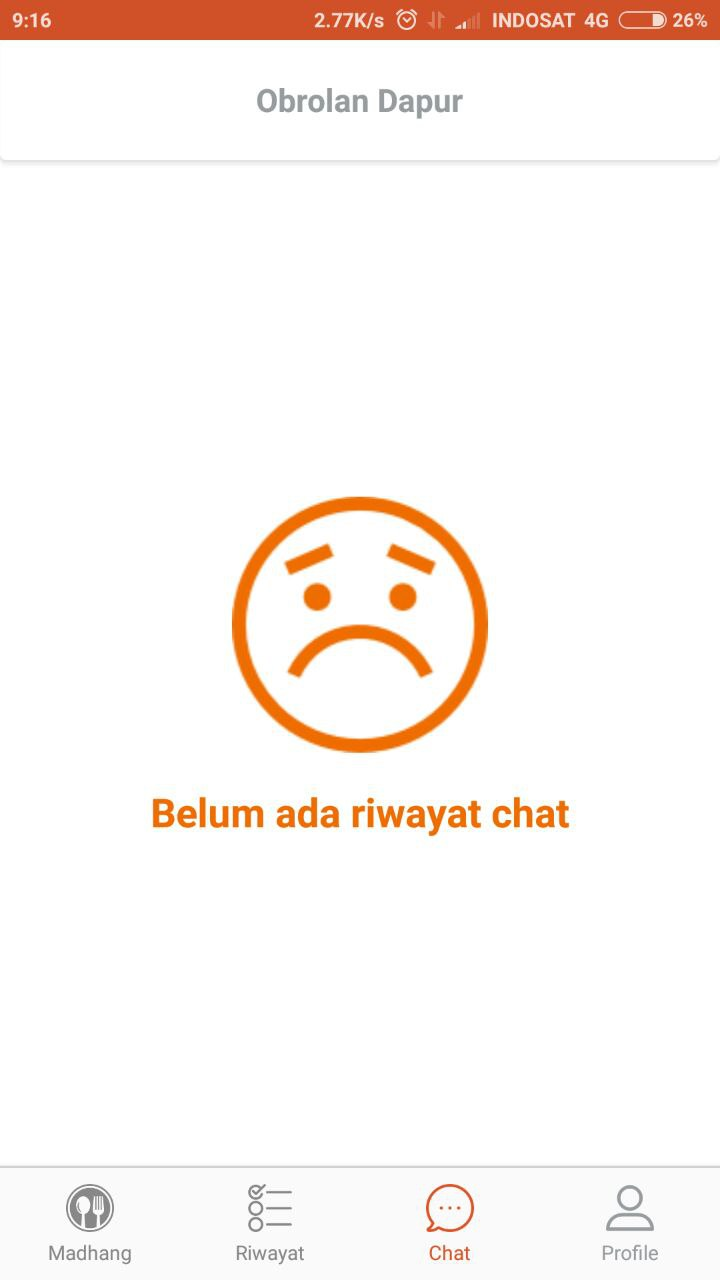 9:16 2.77K/s INDOSAT 4G 26%
Obrolan Dapur
Belum ada riwayat chat
Madhang Riwayat Chat Profile